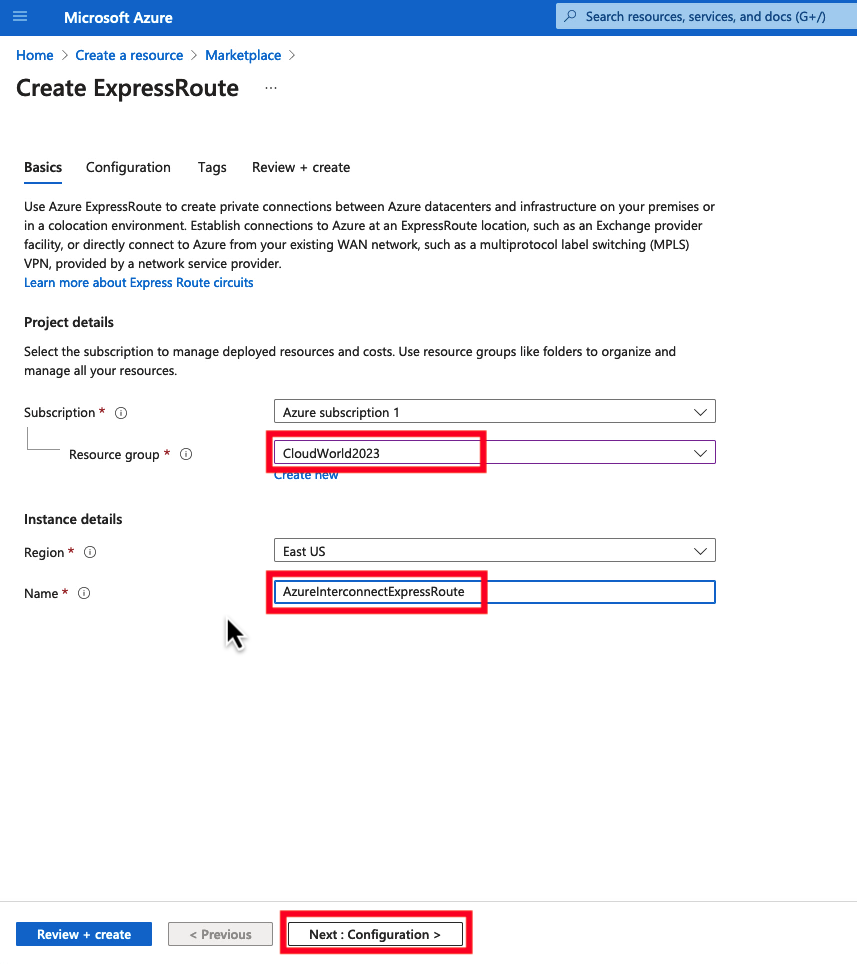 Microsoft Azure
Search resources, services, and docs (G+/)
Home > Create a resource > Marketplace >
Create ExpressRoute ...
Basics Configuration Tags Review + create
Use Azure ExpressRoute to create private connections between Azure datacenters and infrastructure on your premises or
in a colocation environment. Establish connections to Azure at an ExpressRoute location, such as an Exchange provider
facility, or directly connect to Azure from your existing WAN network, such as a multiprotocol label switching (MPLS)
VPN, provided by a network service provider.
Learn more about Express Route circuits
Project details
Select the subscription to manage deployed resources and costs. Use resource groups like folders to organize and
manage all your resources.
Subscription *
Azure subscription 1
Resource group *
CloudWorld2023
Create new
Instance details
Region *
East US
Name *
AzureInterconnectExpressRoute
Review + create
< Previous
Next : Configuration >